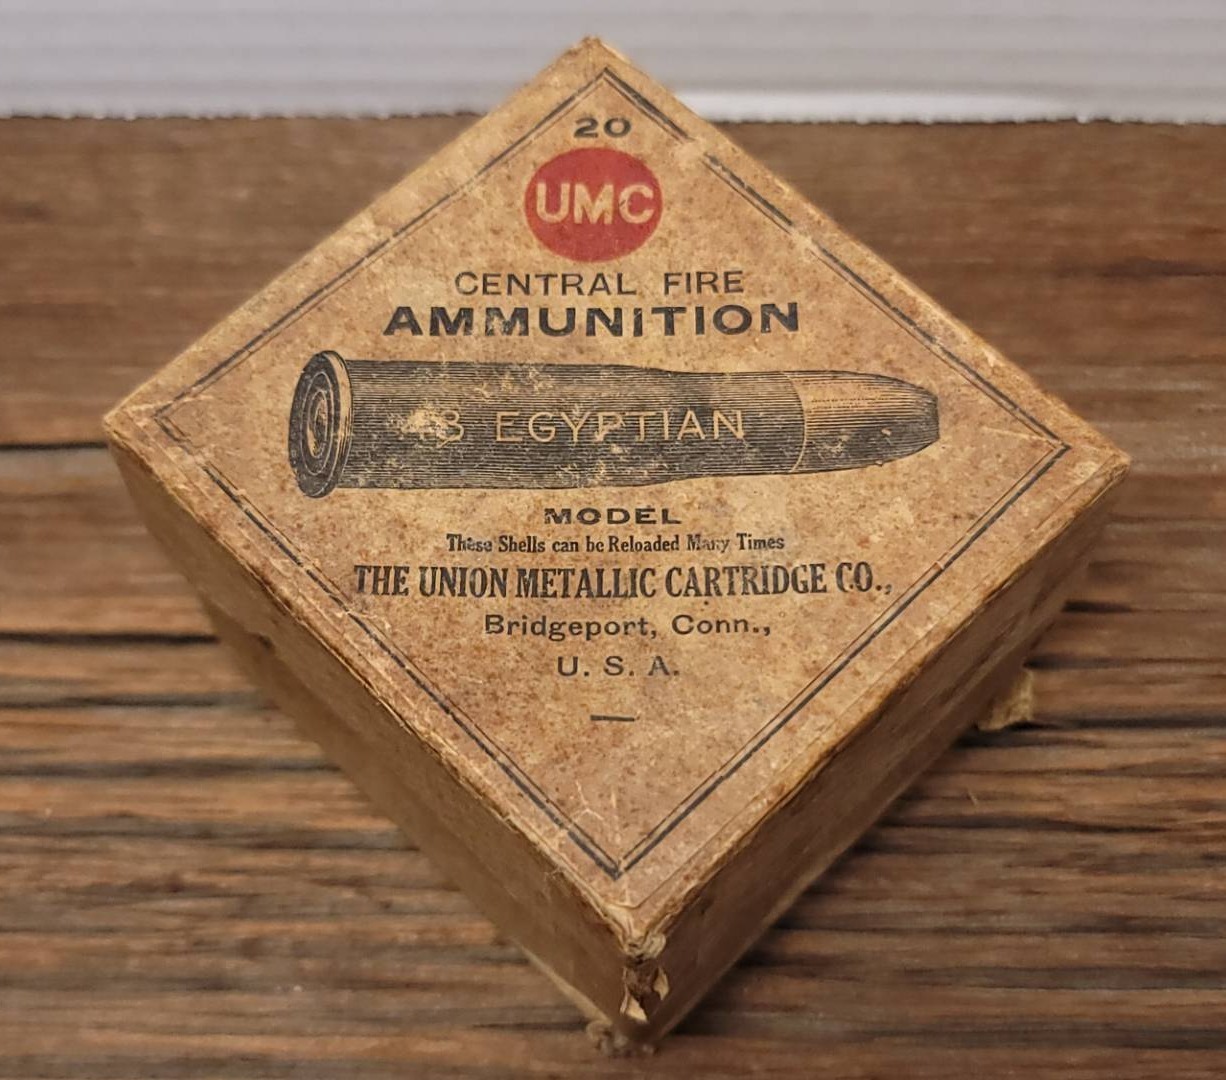 20
UMC
CENTRAL FIRE
AMMUNITION
EGYPTIAN
MODEL
These Shells can be Reloaded Many Times
THE UNION METALLIC CARTRIDGE CO.,
Bridgeport, Conn.,
U. S. A.